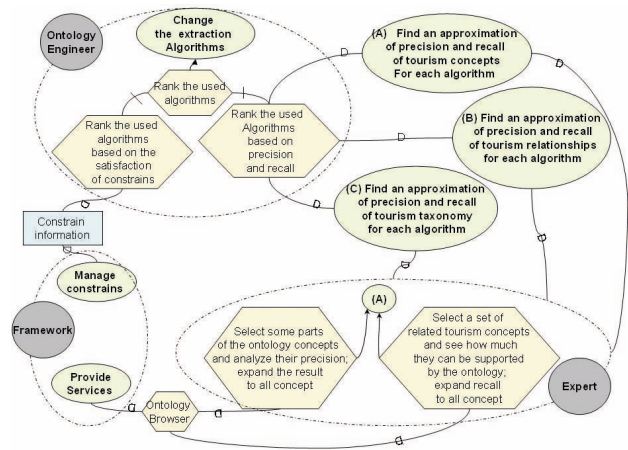 Ontology
Engineer
Change
the extraction
Algorithms
Rank the used
algorithms
Rank the used
algorithms
based on the
satisfaction
of constrains
Rank the used
Algorithms
based on
precision
and recall
(A) Find an approximation
of precision and recall
of tourism concepts
For each algorithm
(B) Find an approximation
of precision and recall
of tourism relationships
for each algorithm
(C) Find an approximation
of precision and recall
of tourism taxonomy
for each algorithm
D
D
D
D
D
D
D
D
D
D
D
Constrain
information
Manage
constrains
Framework
Provide
Services
Ontology
Browser
(A)
Select some parts
of the ontology concepts
and analyze their precision;
expand the result
to all concept
Select a set of
related tourism concepts
and see how much
they can be supported
by the ontology;
expand recall
to all concept
Expert